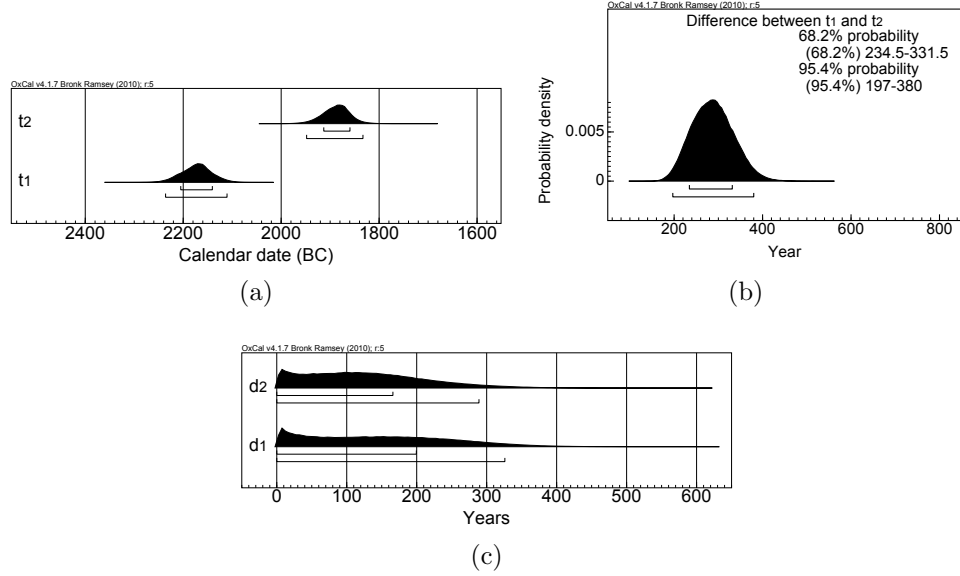 OxCal v4.1.7 Bronk Ramsey (2010); r:5
t2
t1
2400 2200 2000 1800 1600
Calendar date (BC)
(a)
OxCal v4.1.7 Bronk Ramsey (2010); r:5
Difference between t1 and t2
68.2% probability
(68.2%) 234.5-331.5
95.4% probability
(95.4%) 197-380
Probability density
0.005
0
200 400 600 800
Year
(b)
OxCal v4.1.7 Bronk Ramsey (2010); r:5
d2
d1
0 100 200 300 400 500 600
Years
(c)